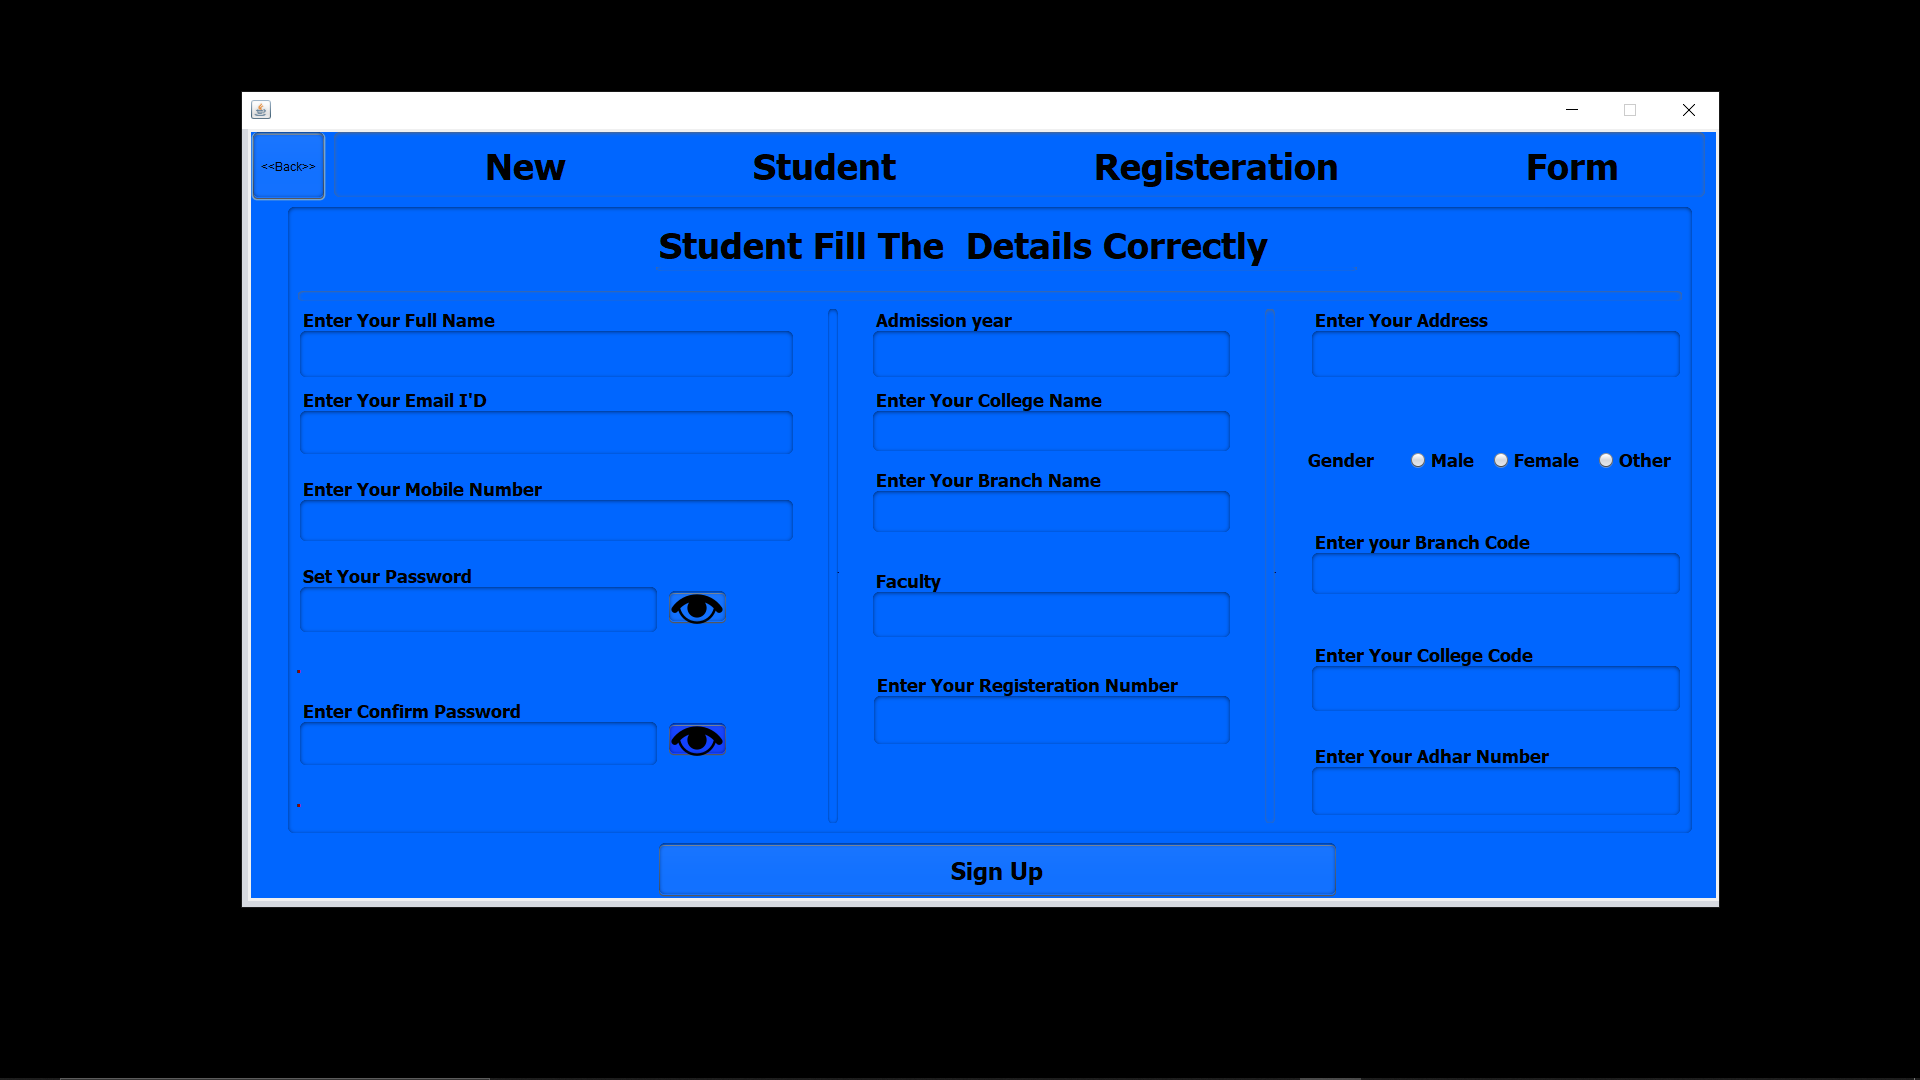 <<Back>>
New Student Registeration Form
Student Fill The Details Correctly
Enter Your Full Name
Enter Your Email I'D
Enter Your Mobile Number
Set Your Password
Enter Confirm Password
Admission year
Enter Your College Name
Enter Your Branch Name
Faculty
Enter Your Registeration Number
Enter Your Address
Gender Male Female Other
Enter your Branch Code
Enter Your College Code
Enter Your Adhar Number
Sign Up